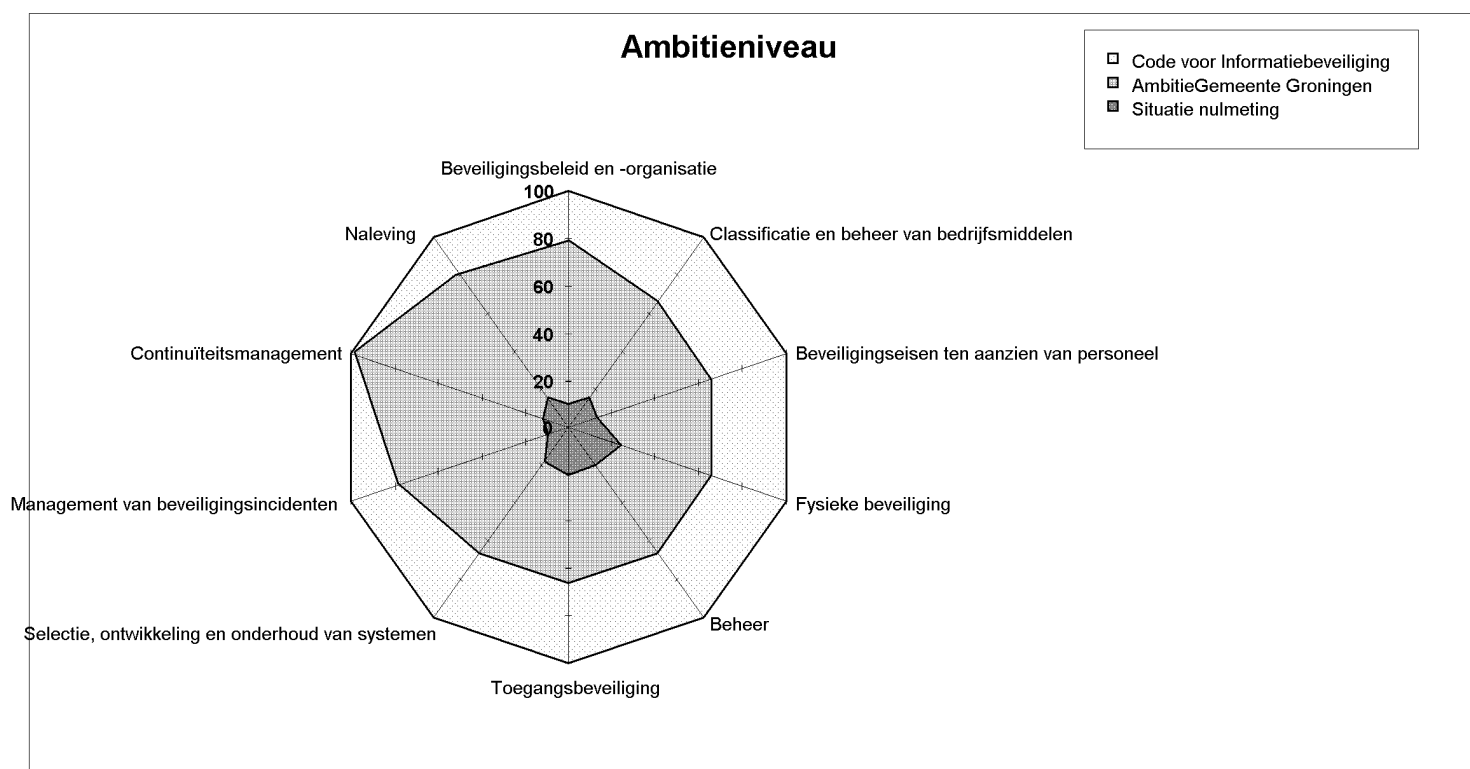 Ambitieniveau
Code voor Informatiebeveiliging
AmbitieGemeente Groningen
Situatie nulmeting
Beveiligingsbeleid en -organisatie
100
Naleving
Classificatie en beheer van bedrijfsmiddelen
80
60
Continuïteitsmanagement
Beveiligingseisen ten aanzien van personeel
40
20
0
Management van beveiligingsincidenten
Fysieke beveiliging
Selectie, ontwikkeling en onderhoud van systemen
Beheer
Toegangsbeveiliging